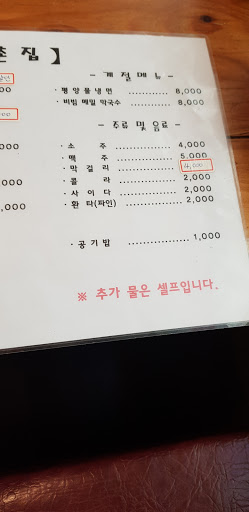 촌 집 】
- 계 절 메 뉴 -
· 평 양 물 냉 면 ............ 8,000
· 비빔 메밀 막국수 ............ 8,000
- 주류 및 음료 -
· 소 주 ............ 4,000
· 맥 주 ............ 5,000
· 막 걸 리 ............ 4,000
· 콜 라 ............ 2,000
· 사 이 다 ............ 2,000
· 환 타(파인) ............ 2,000
· 공 기 밥 ............ 1,000
※ 추가 물은 셀프입니다.